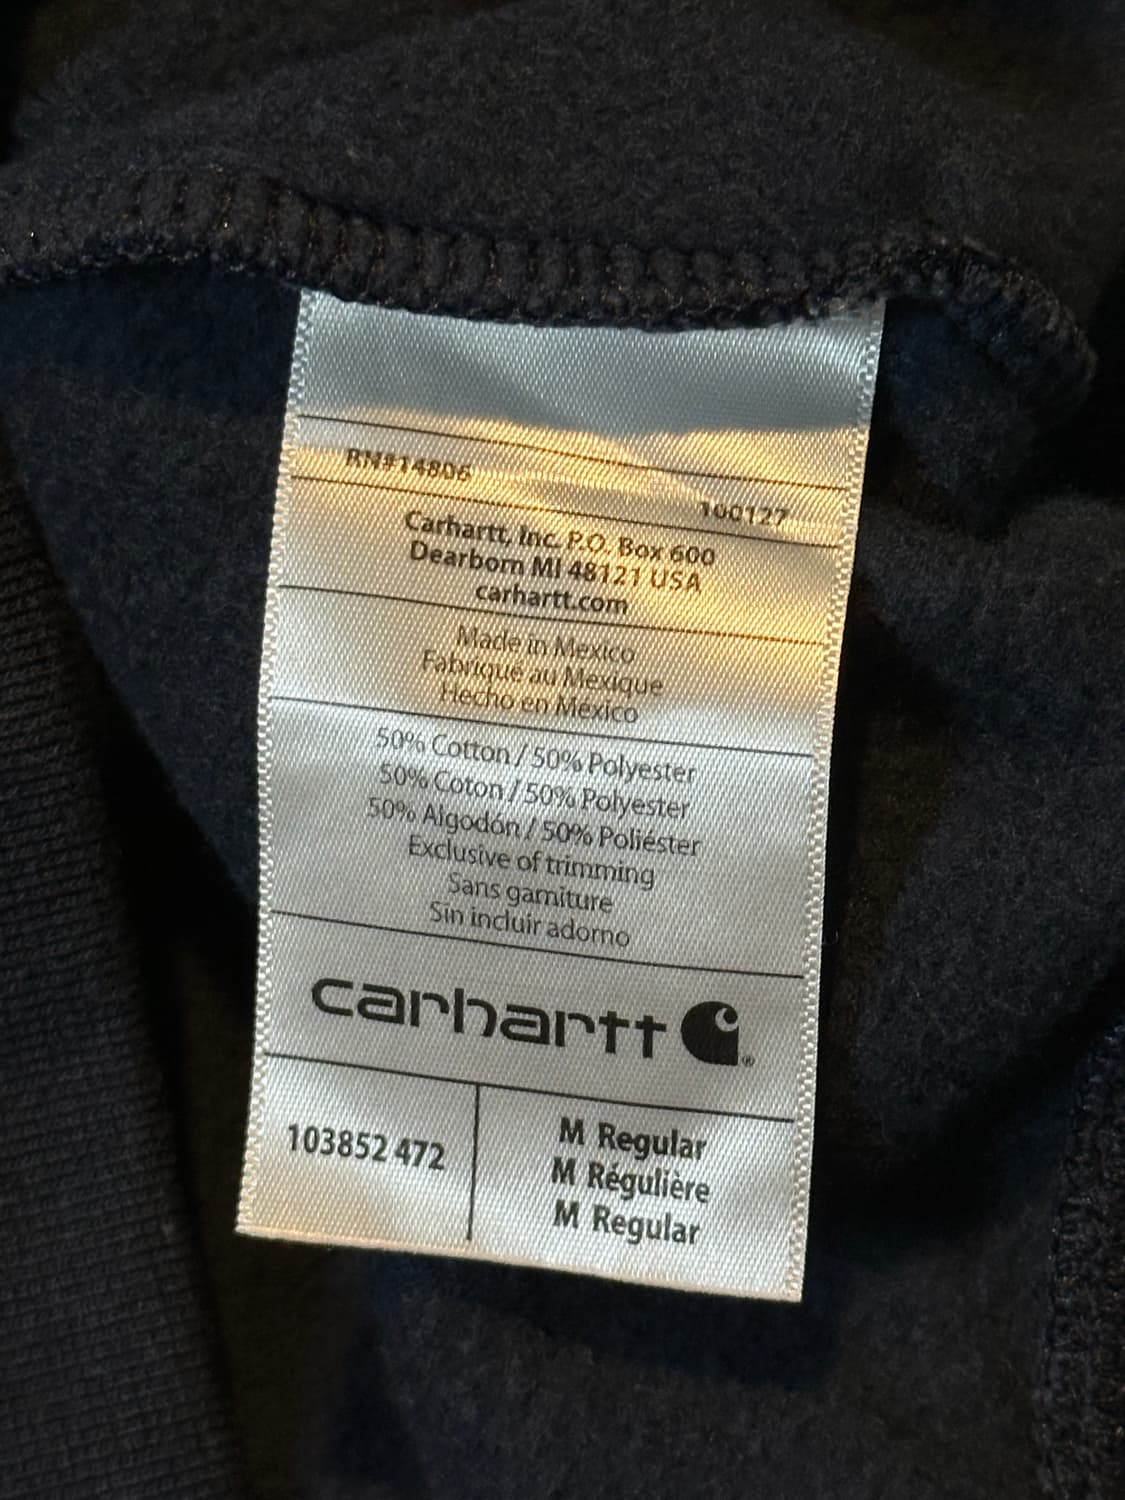 RN#14806 100127
Carhartt, Inc. P.O. Box 600
Dearborn MI 48121 USA
carhartt.com
Made in Mexico
Fabriqué au Mexique
Hecho en México
50% Cotton / 50% Polyester
50% Coton / 50% Polyester
50% Algodón / 50% Poliéster
Exclusive of trimming
Sans garniture
Sin incluir adorno
carhartt ®
103852 472
M Regular
M Régulière
M Regular